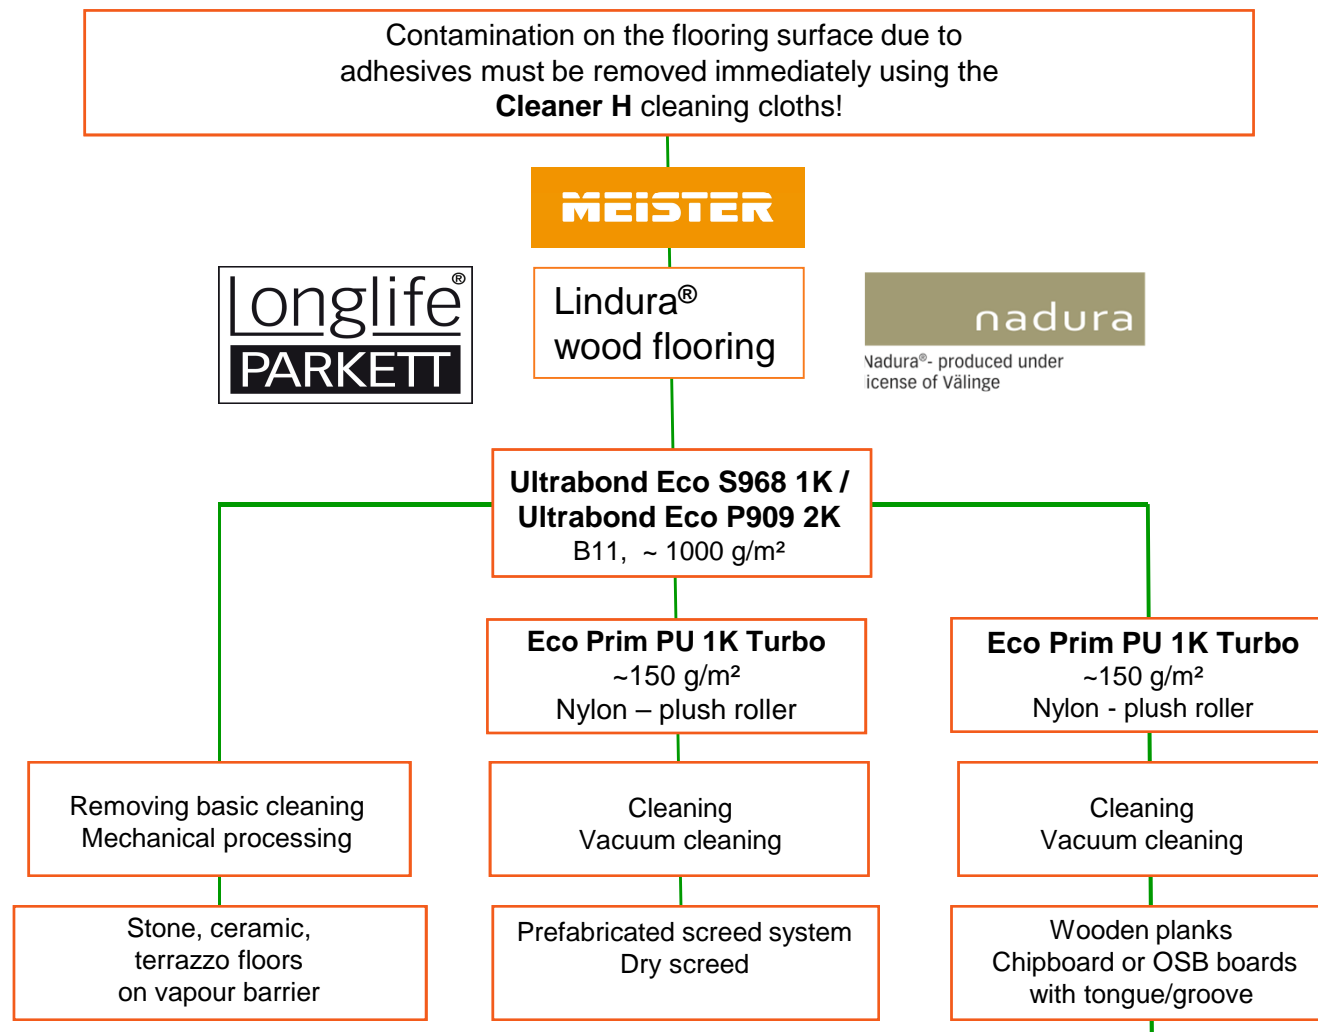 Contamination on the flooring surface due to
adhesives must be removed immediately using the
Cleaner H cleaning cloths!
MEISTER
Longlife®
PARKETT
Lindura®
wood flooring
nadura
Nadura®- produced under
icense of Välinge
Ultrabond Eco S968 1K /
Ultrabond Eco P909 2K
B11, ~ 1000 g/m²
Eco Prim PU 1K Turbo
~150 g/m²
Nylon – plush roller
Eco Prim PU 1K Turbo
~150 g/m²
Nylon - plush roller
Removing basic cleaning
Mechanical processing
Cleaning
Vacuum cleaning
Cleaning
Vacuum cleaning
Stone, ceramic,
terrazzo floors
on vapour barrier
Prefabricated screed system
Dry screed
Wooden planks
Chipboard or OSB boards
with tongue/groove